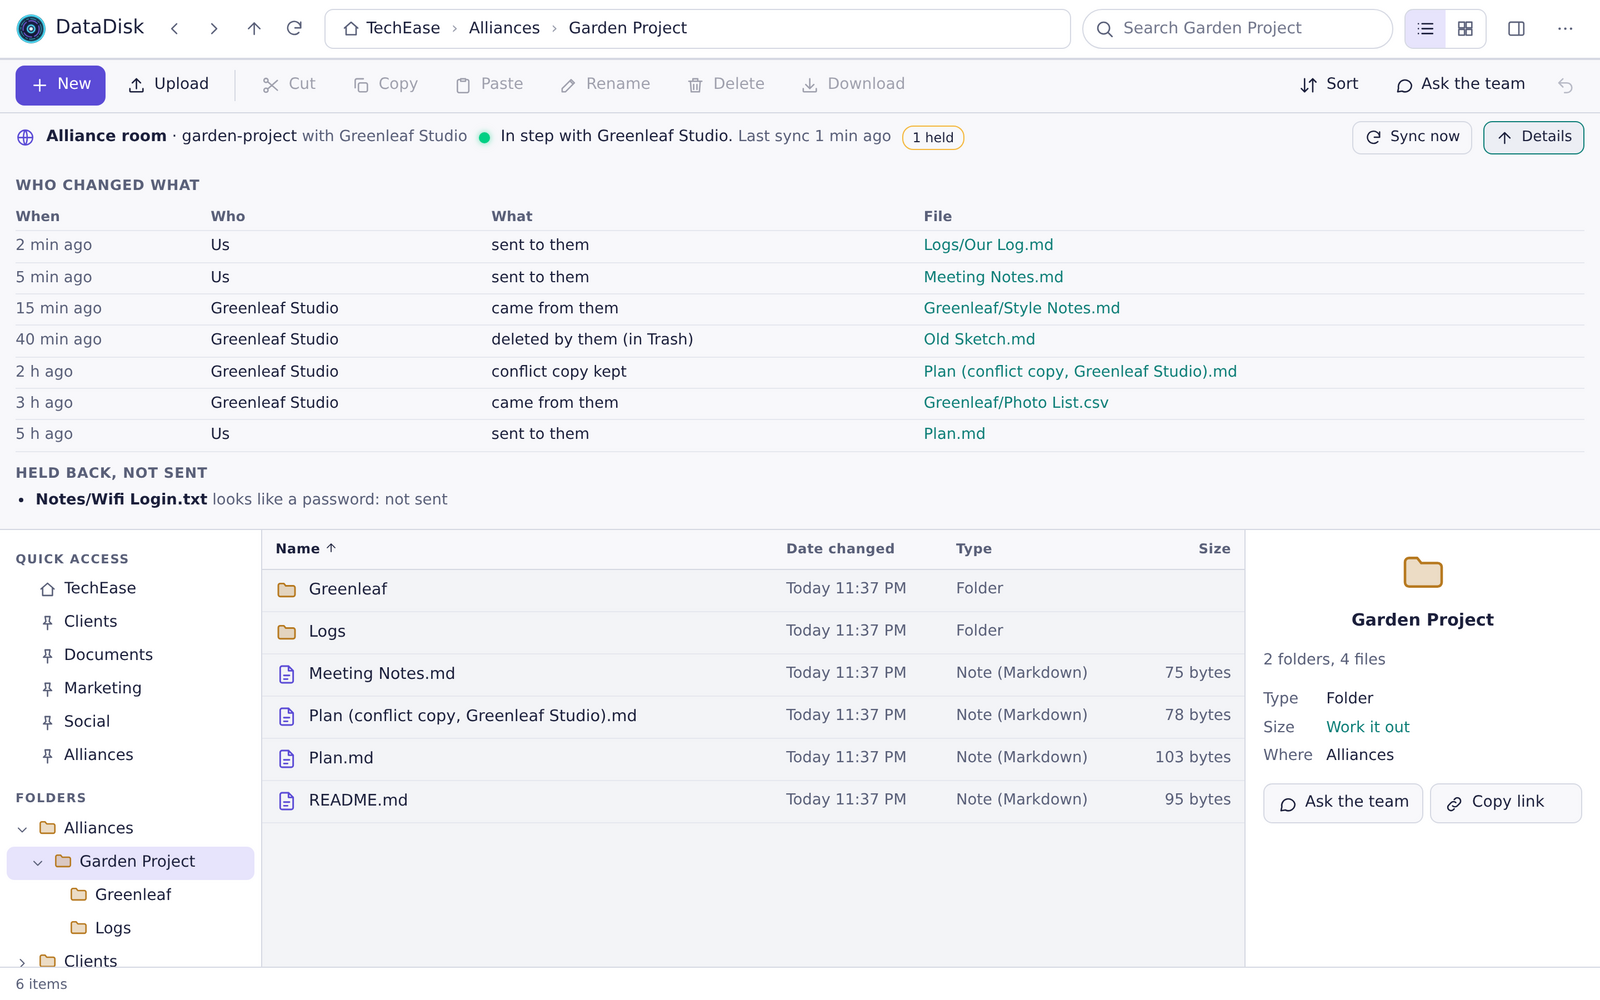 DataDisk
TechEase › Alliances › Garden Project
Search Garden Project
New Upload Cut Copy Paste Rename Delete Download Sort Ask the team
Alliance room · garden-project with Greenleaf Studio In step with Greenleaf Studio. Last sync 1 min ago 1 held Sync now Details
WHO CHANGED WHAT
When Who What File
2 min ago Us sent to them Logs/Our Log.md
5 min ago Us sent to them Meeting Notes.md
15 min ago Greenleaf Studio came from them Greenleaf/Style Notes.md
40 min ago Greenleaf Studio deleted by them (in Trash) Old Sketch.md
2 h ago Greenleaf Studio conflict copy kept Plan (conflict copy, Greenleaf Studio).md
3 h ago Greenleaf Studio came from them Greenleaf/Photo List.csv
5 h ago Us sent to them Plan.md
HELD BACK, NOT SENT
• Notes/Wifi Login.txt looks like a password: not sent
QUICK ACCESS
TechEase
Clients
Documents
Marketing
Social
Alliances
FOLDERS
Alliances
Garden Project
Greenleaf
Logs
Clients
Name Date changed Type Size
Greenleaf Today 11:37 PM Folder
Logs Today 11:37 PM Folder
Meeting Notes.md Today 11:37 PM Note (Markdown) 75 bytes
Plan (conflict copy, Greenleaf Studio).md Today 11:37 PM Note (Markdown) 78 bytes
Plan.md Today 11:37 PM Note (Markdown) 103 bytes
README.md Today 11:37 PM Note (Markdown) 95 bytes
Garden Project
2 folders, 4 files
Type Folder
Size Work it out
Where Alliances
Ask the team Copy link
6 items